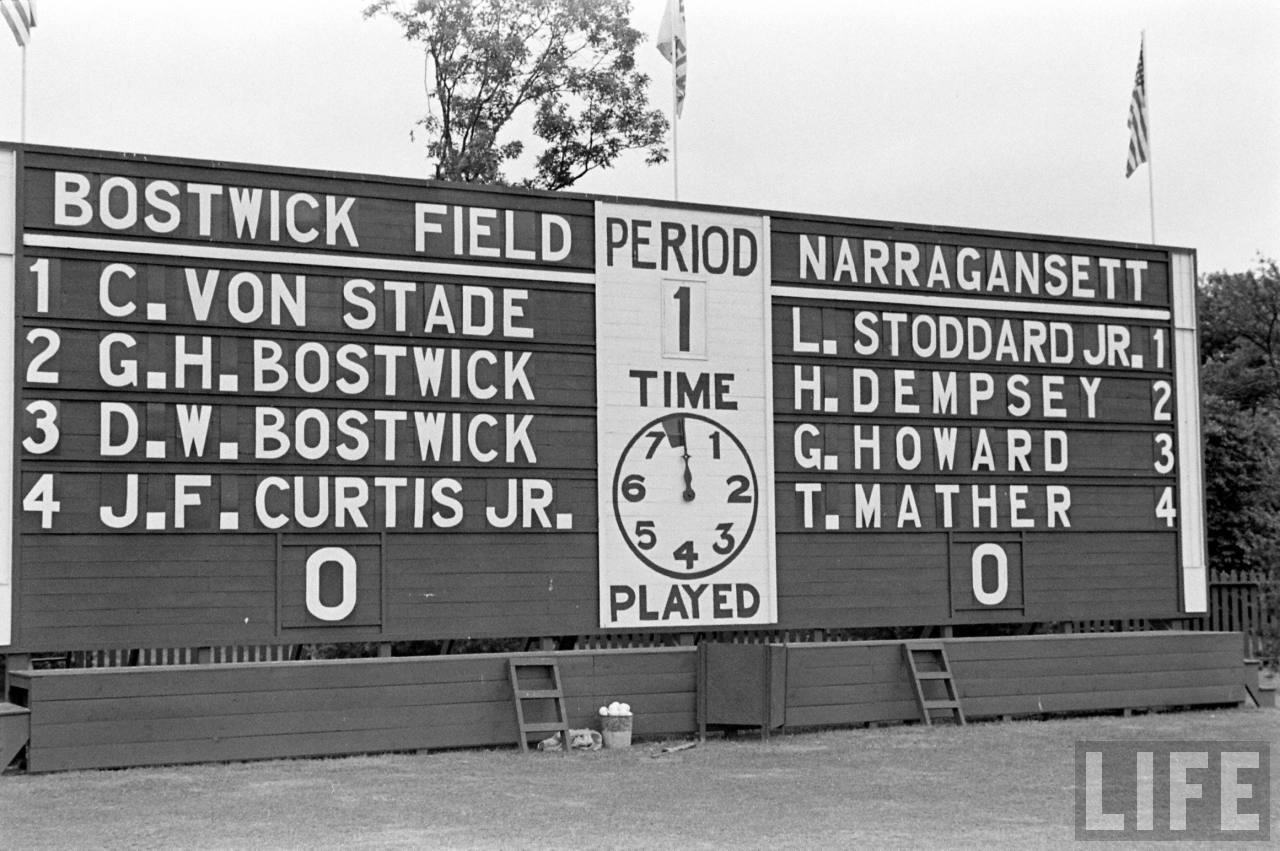 BOSTWICK FIELD
1 C. VON STADE
2 G.H. BOSTWICK
3 D.W. BOSTWICK
4 J.F. CURTIS JR.
0
PERIOD
1
TIME
7 1
6 2
5 4 3
PLAYED
NARRAGANSETT
L. STODDARD JR. 1
H. DEMPSEY 2
G. HOWARD 3
T. MATHER 4
0
LIFE